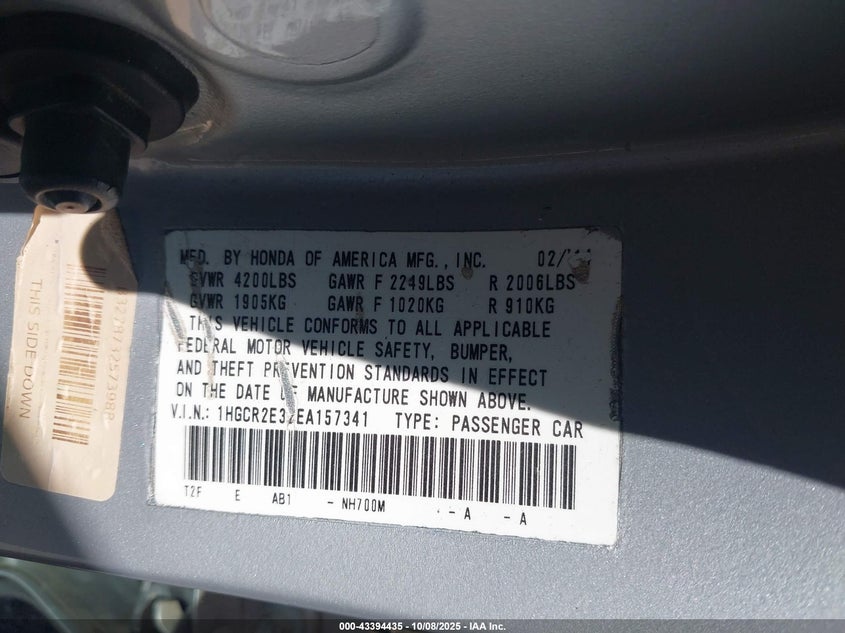 MFD. BY HONDA OF AMERICA MFG., INC. 02/
GVWR 4200LBS GAWR F 2249LBS R 2006LBS
GVWR 1905KG GAWR F 1020KG R 910KG
THIS VEHICLE CONFORMS TO ALL APPLICABLE
FEDERAL MOTOR VEHICLE SAFETY, BUMPER,
AND THEFT PREVENTION STANDARDS IN EFFECT
ON THE DATE OF MANUFACTURE SHOWN ABOVE.
V.I.N.: TYPE: PASSENGER CAR
T2F E AB1 - NH700M - A - A
THIS SIDE DOWN
000-43394435 - 10/08/2025 - IAA Inc.